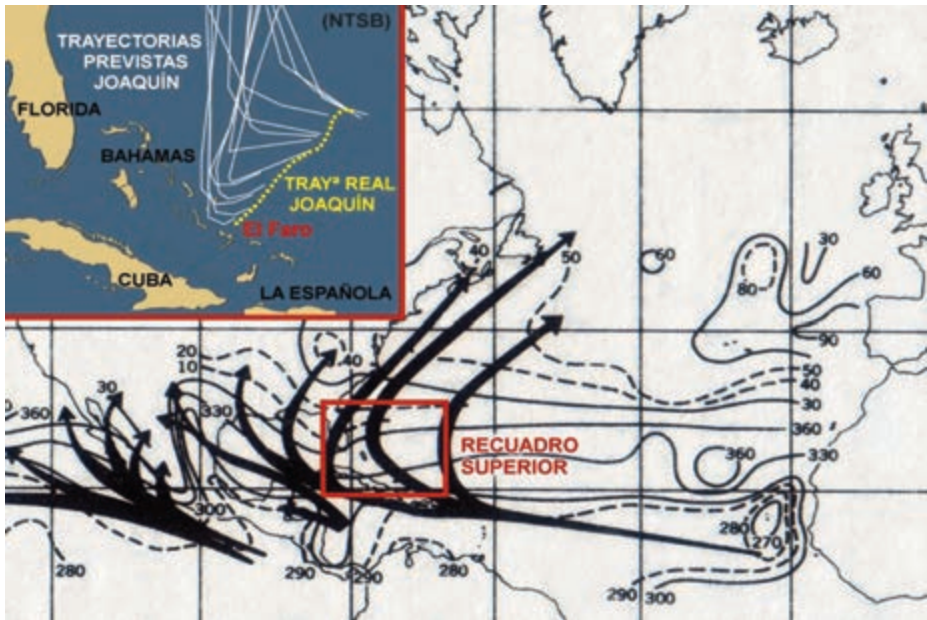 (NTSB)
TRAYECTORIAS
PREVISTAS
JOAQUÍN
FLORIDA
BAHAMAS
TRAYª REAL
JOAQUÍN
El Faro
CUBA
LA ESPAÑOLA
40
50
60
30
60
80
90
20
10
40
50
40
30
30
360
330
360
RECUADRO
SUPERIOR
360
330
300
280
270
280
290
290
280
290
300